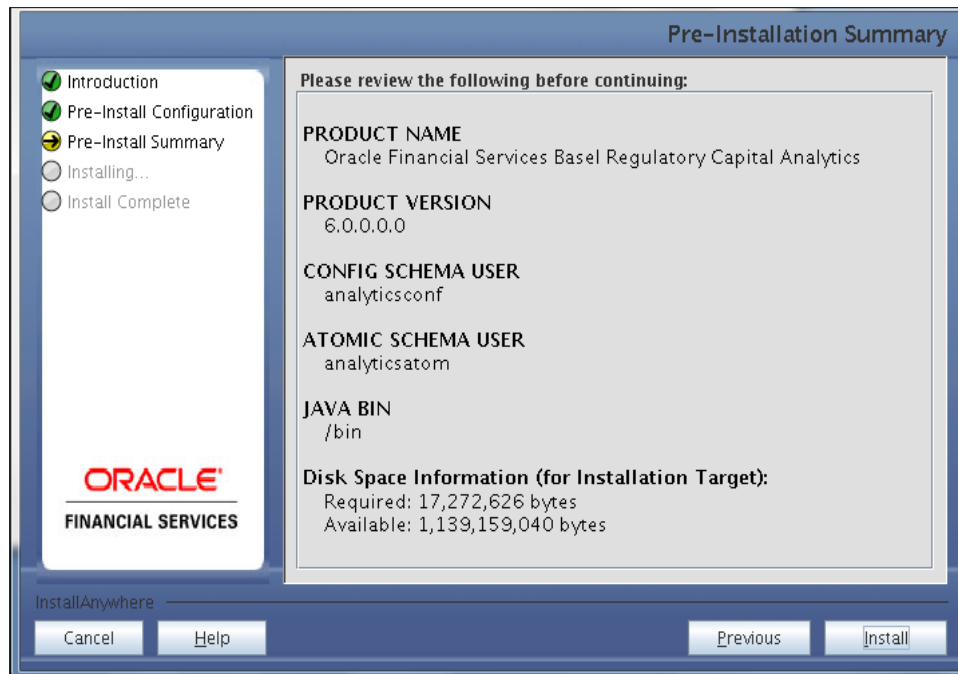 Pre-Installation Summary
Introduction
Pre-Install Configuration
Pre-Install Summary
Installing...
Install Complete
ORACLE'
FINANCIAL SERVICES
Please review the following before continuing:
PRODUCT NAME
Oracle Financial Services Basel Regulatory Capital Analytics
PRODUCT VERSION
6.0.0.0.0
CONFIG SCHEMA USER
analyticsconf
ATOMIC SCHEMA USER
analyticsatom
JAVA BIN
/bin
Disk Space Information (for Installation Target):
Required: 17,272,626 bytes
Available: 1,139,159,040 bytes
InstallAnywhere
Cancel
Help
Previous
Install